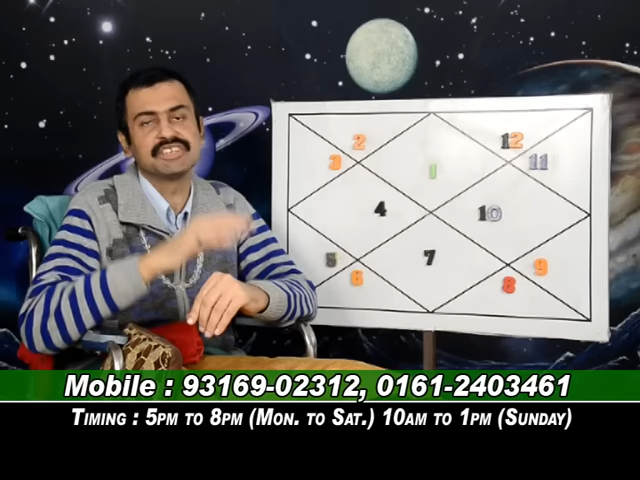 2 12
3 1 11
4 10
7
5 9
6 8
Mobile : 93169-02312, 0161-2403461
TIMING : 5PM TO 8PM (MON. TO SAT.) 10AM TO 1PM (SUNDAY)